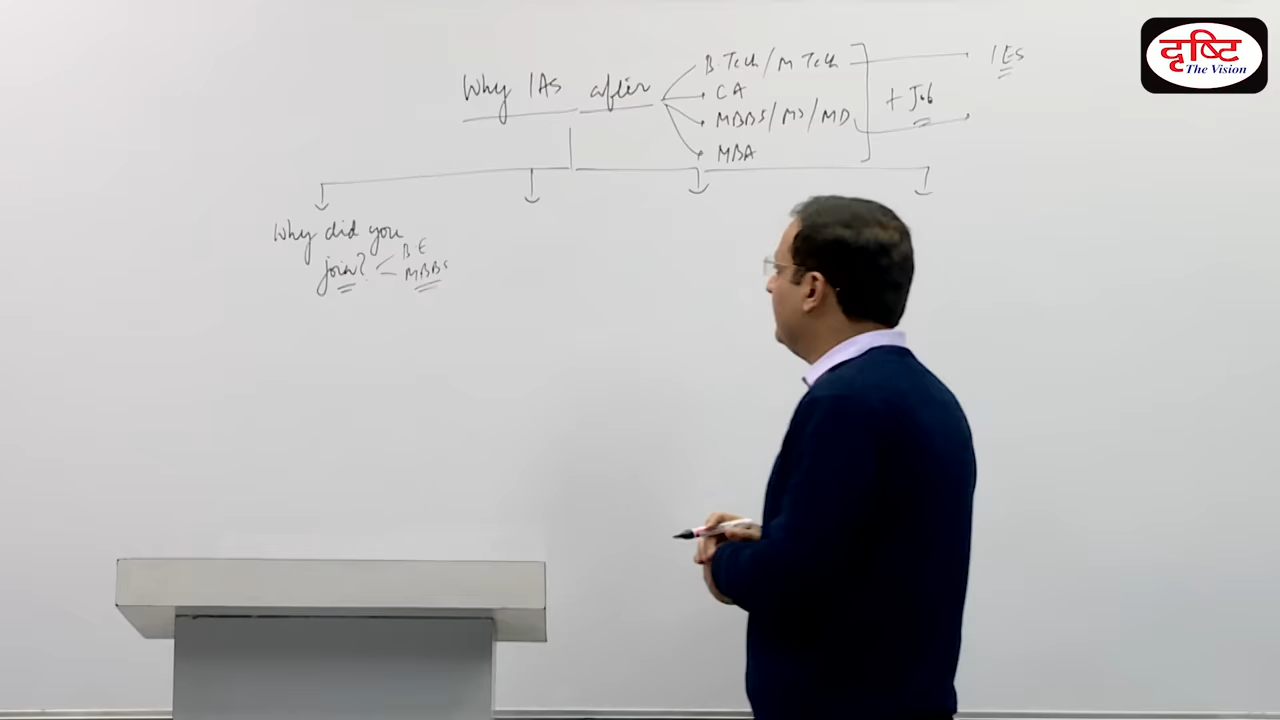 दृष्टि
The Vision
Why IAS after
B.Tech/M Tech
CA
MBBS/MS/MD
MBA
+ Job
IES
Why did you
join?
B.E
MBBS